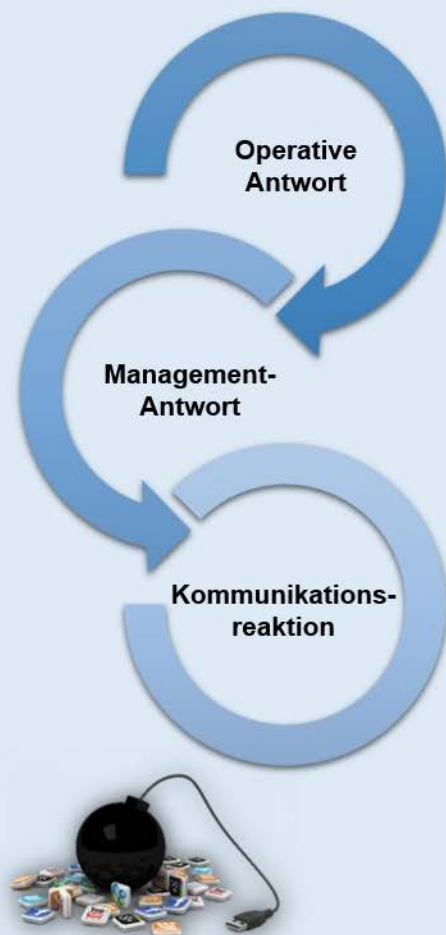 Operative
Antwort
Management-
Antwort
Kommunikations-
reaktion